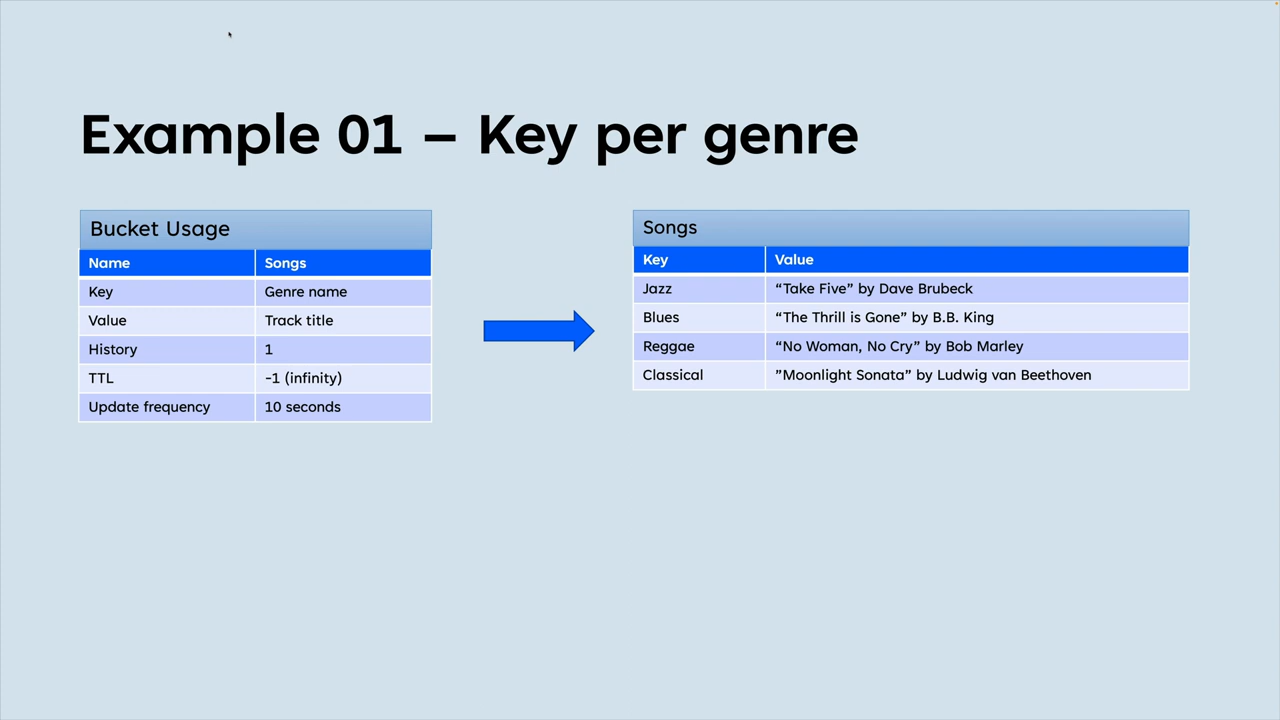 Example 01 – Key per genre
Bucket Usage
Name Songs
Key Genre name
Value Track title
History 1
TTL -1 (infinity)
Update frequency 10 seconds
Songs
Key Value
Jazz “Take Five” by Dave Brubeck
Blues “The Thrill is Gone” by B.B. King
Reggae “No Woman, No Cry” by Bob Marley
Classical ”Moonlight Sonata” by Ludwig van Beethoven